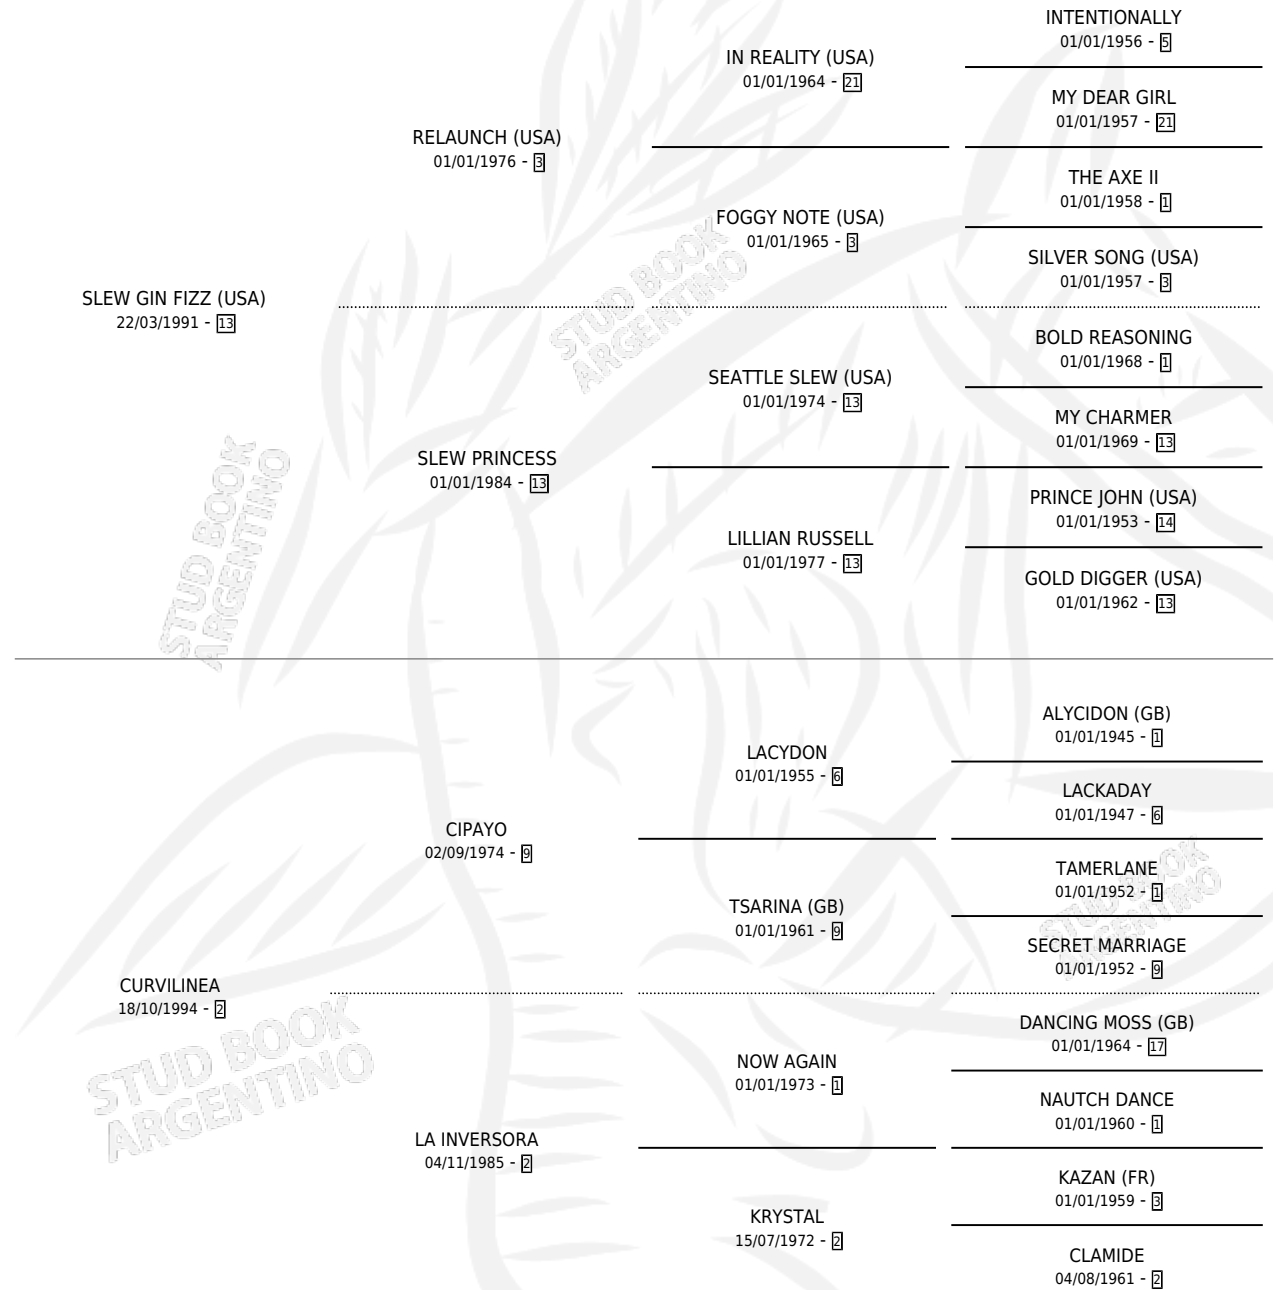 INTENTIONALLY
01/01/1956 - 5
IN REALITY (USA)
01/01/1964 - 21
MY DEAR GIRL
01/01/1957 - 21
RELAUNCH (USA)
01/01/1976 - 3
THE AXE II
01/01/1958 - 1
FOGGY NOTE (USA)
01/01/1965 - 3
SILVER SONG (USA)
01/01/1957 - 3
SLEW GIN FIZZ (USA)
22/03/1991 - 13
STUD BOOK
ARGENTINO
BOLD REASONING
01/01/1968 - 1
SEATTLE SLEW (USA)
01/01/1974 - 13
MY CHARMER
01/01/1969 - 13
SLEW PRINCESS
01/01/1984 - 13
PRINCE JOHN (USA)
01/01/1953 - 14
LILLIAN RUSSELL
01/01/1977 - 13
GOLD DIGGER (USA)
01/01/1962 - 13
STUD BOOK
ARGENTINO
ALYCIDON (GB)
01/01/1945 - 1
LACYDON
01/01/1955 - 6
LACKADAY
01/01/1947 - 6
CIPAYO
02/09/1974 - 9
TAMERLANE
01/01/1952 - 1
TSARINA (GB)
01/01/1961 - 9
SECRET MARRIAGE
01/01/1952 - 9
STUD BOOK
ARGENTINO
CURVILINEA
18/10/1994 - 2
DANCING MOSS (GB)
01/01/1964 - 17
NOW AGAIN
01/01/1973 - 1
NAUTCH DANCE
01/01/1960 - 1
STUD BOOK
ARGENTINO
LA INVERSORA
04/11/1985 - 2
KAZAN (FR)
01/01/1959 - 3
KRYSTAL
15/07/1972 - 2
CLAMIDE
04/08/1961 - 2